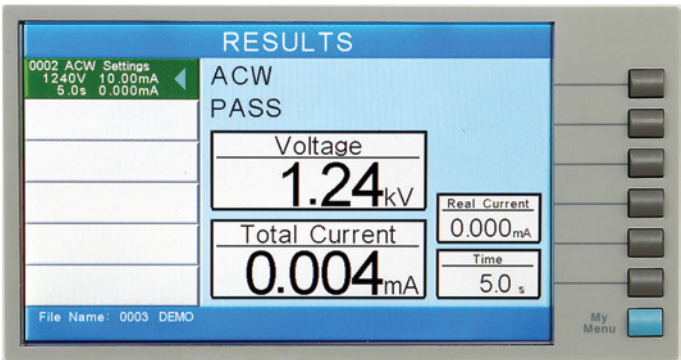 RESULTS
0002 ACW Settings
1240V 10.00mA
5.0s 0.000mA
ACW
PASS
Voltage
1.24kV
Total Current
0.004mA
Real Current
0.000mA
Time
5.0 s
File Name: 0003 DEMO
My
Menu